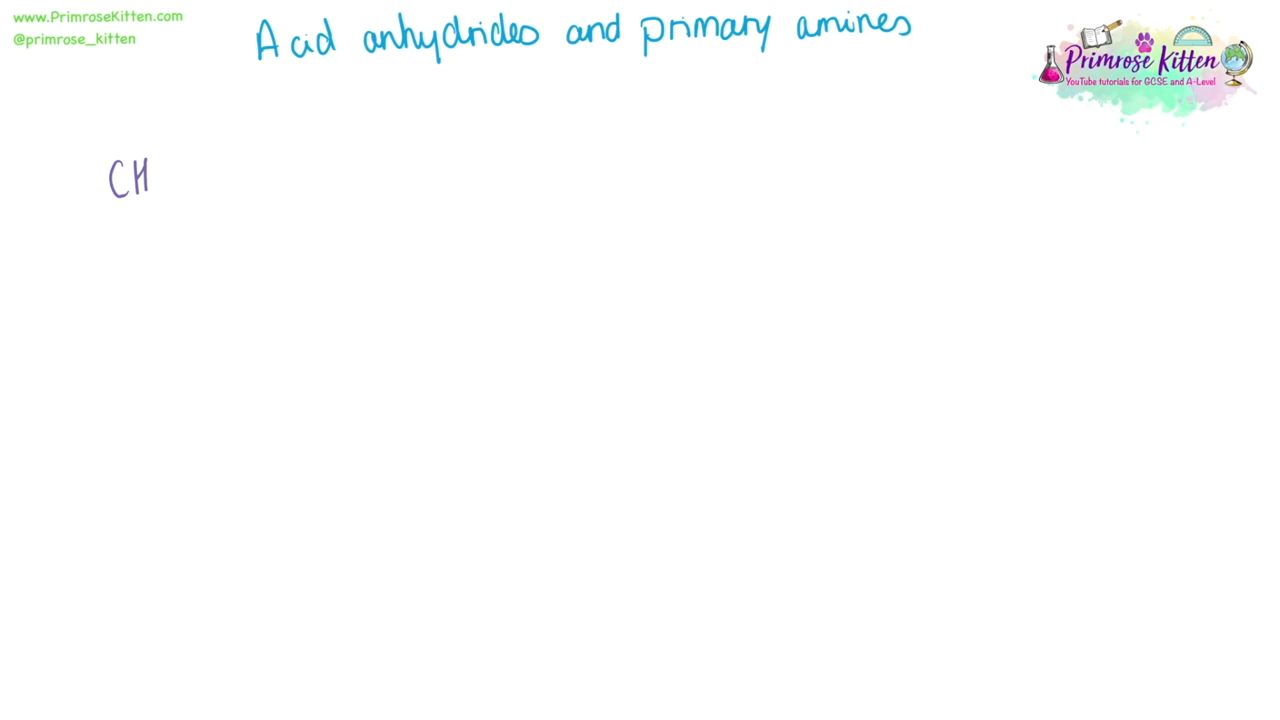 www.PrimroseKitten.com
@primrose_kitten
Acid anhydrides and primary amines
Primrose Kitten
YouTube tutorials for GCSE and A-Level
CH